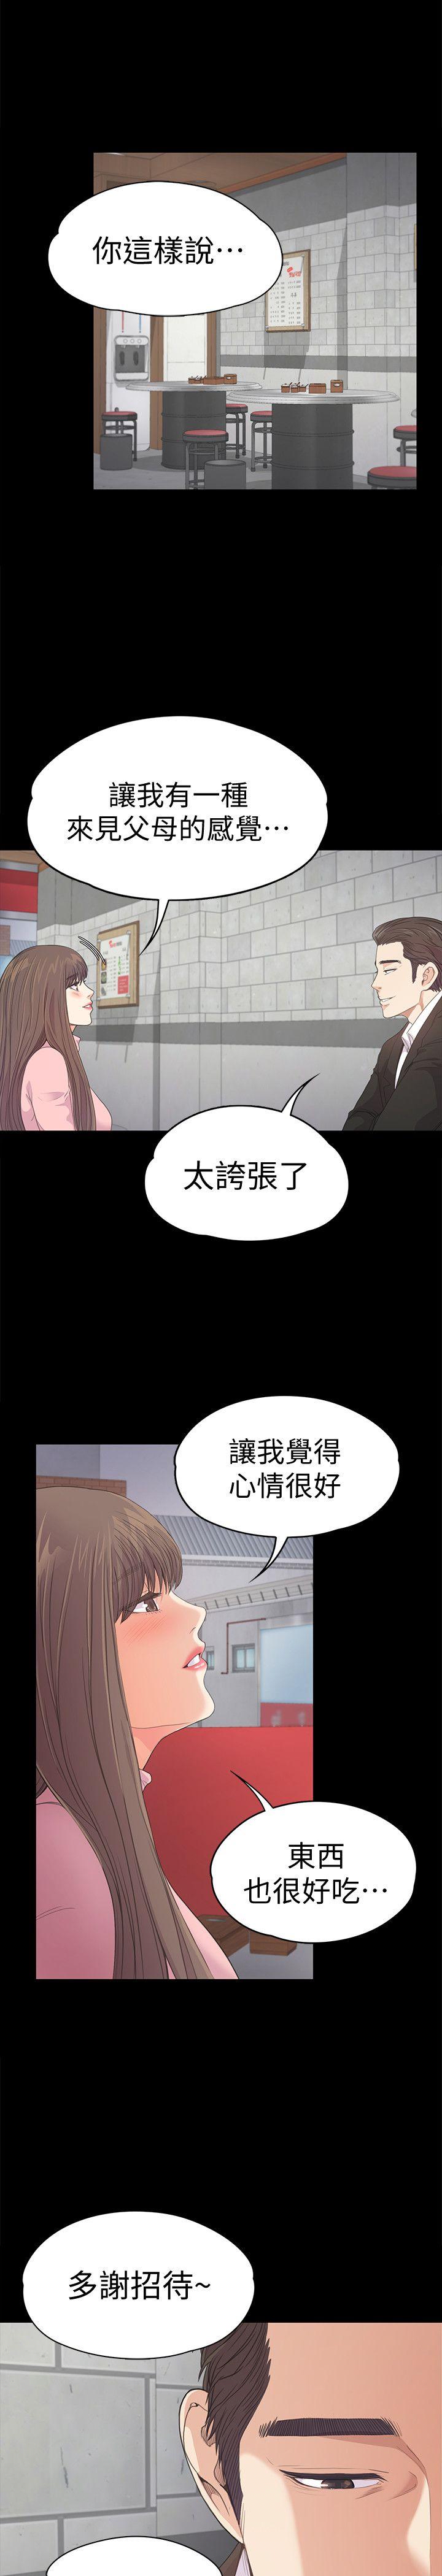 你這樣說⋯
讓我有一種
來見父母的感覺⋯
太誇張了
讓我覺得
心情很好
東西
也很好吃⋯
多謝招待~